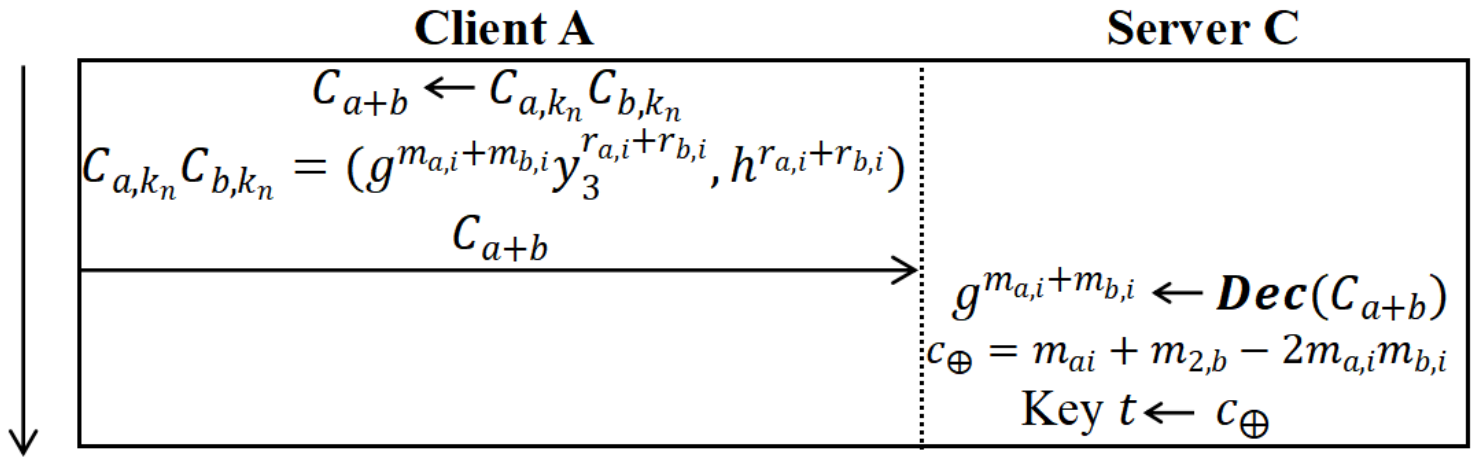 Client A
Server C
C_{a+b} ← C_{a,k_n}C_{b,k_n}
C_{a,k_n}C_{b,k_n} = (g^{m_{a,i}+m_{b,i}}y_3^{r_{a,i}+r_{b,i}}, h^{r_{a,i}+r_{b,i}})
C_{a+b}
g^{m_{a,i}+m_{b,i}} ← Dec(C_{a+b})
c_⊕ = m_{ai} + m_{2,b} − 2m_{a,i}m_{b,i}
Key t← c_⊕